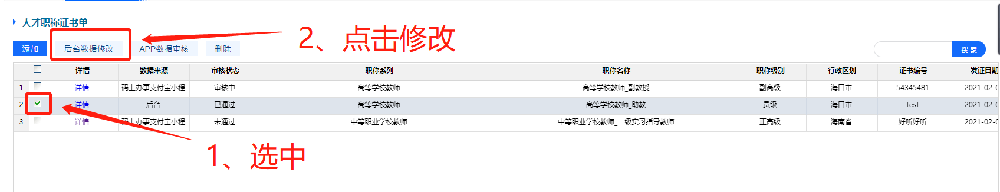 人才职称证书单
2、点击修改
添加 后台数据修改 APP数据审核 删除 搜 索
详情 数据来源 审核状态 职称系列 职称名称 职称级别 行政区划 证书编号 发证日期
1 详情 码上办事支付宝小程 审核中 高等学校教师 高等学校教师_副教授 副高级 海口市 54345481 2021-02-0
2 详情 后台 已通过 高等学校教师 高等学校教师_助教 员级 海口市 test 2021-02-0
3 详情 码上办事支付宝小程 未通过 中等职业学校教师 中等职业学校教师_二级实习指导教师 正高级 海南省 好听好听 2021-02-0
1、选中